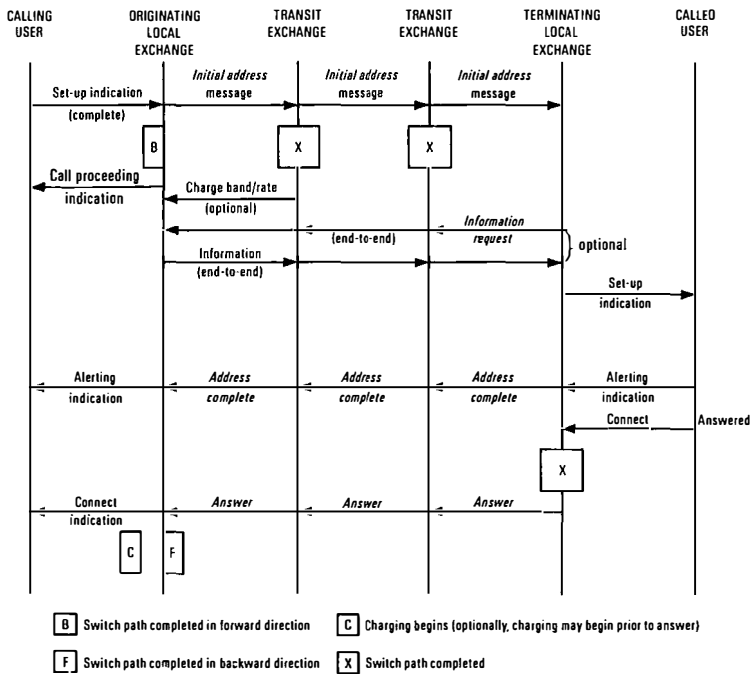 CALLING USER
ORIGINATING LOCAL EXCHANGE
TRANSIT EXCHANGE
TRANSIT EXCHANGE
TERMINATING LOCAL EXCHANGE
CALLEO USER
Set-up indication
(complete)
Initial address
message
Initial address
message
Initial address
message
B
X
X
Call proceeding
indication
Charge band/rate
(optional)
(end-to-end)
Information
request
optional
Information
(end-to-end)
Set-up
indication
Alerting
indication
Address
complete
Address
complete
Address
complete
Alerting
indication
Connect
Answered
X
Connect
indication
Answer
Answer
Answer
C
F
B Switch path completed in forward direction
C Charging begins (optionally, charging may begin prior to answer)
F Switch path completed in backward direction
X Switch path completed